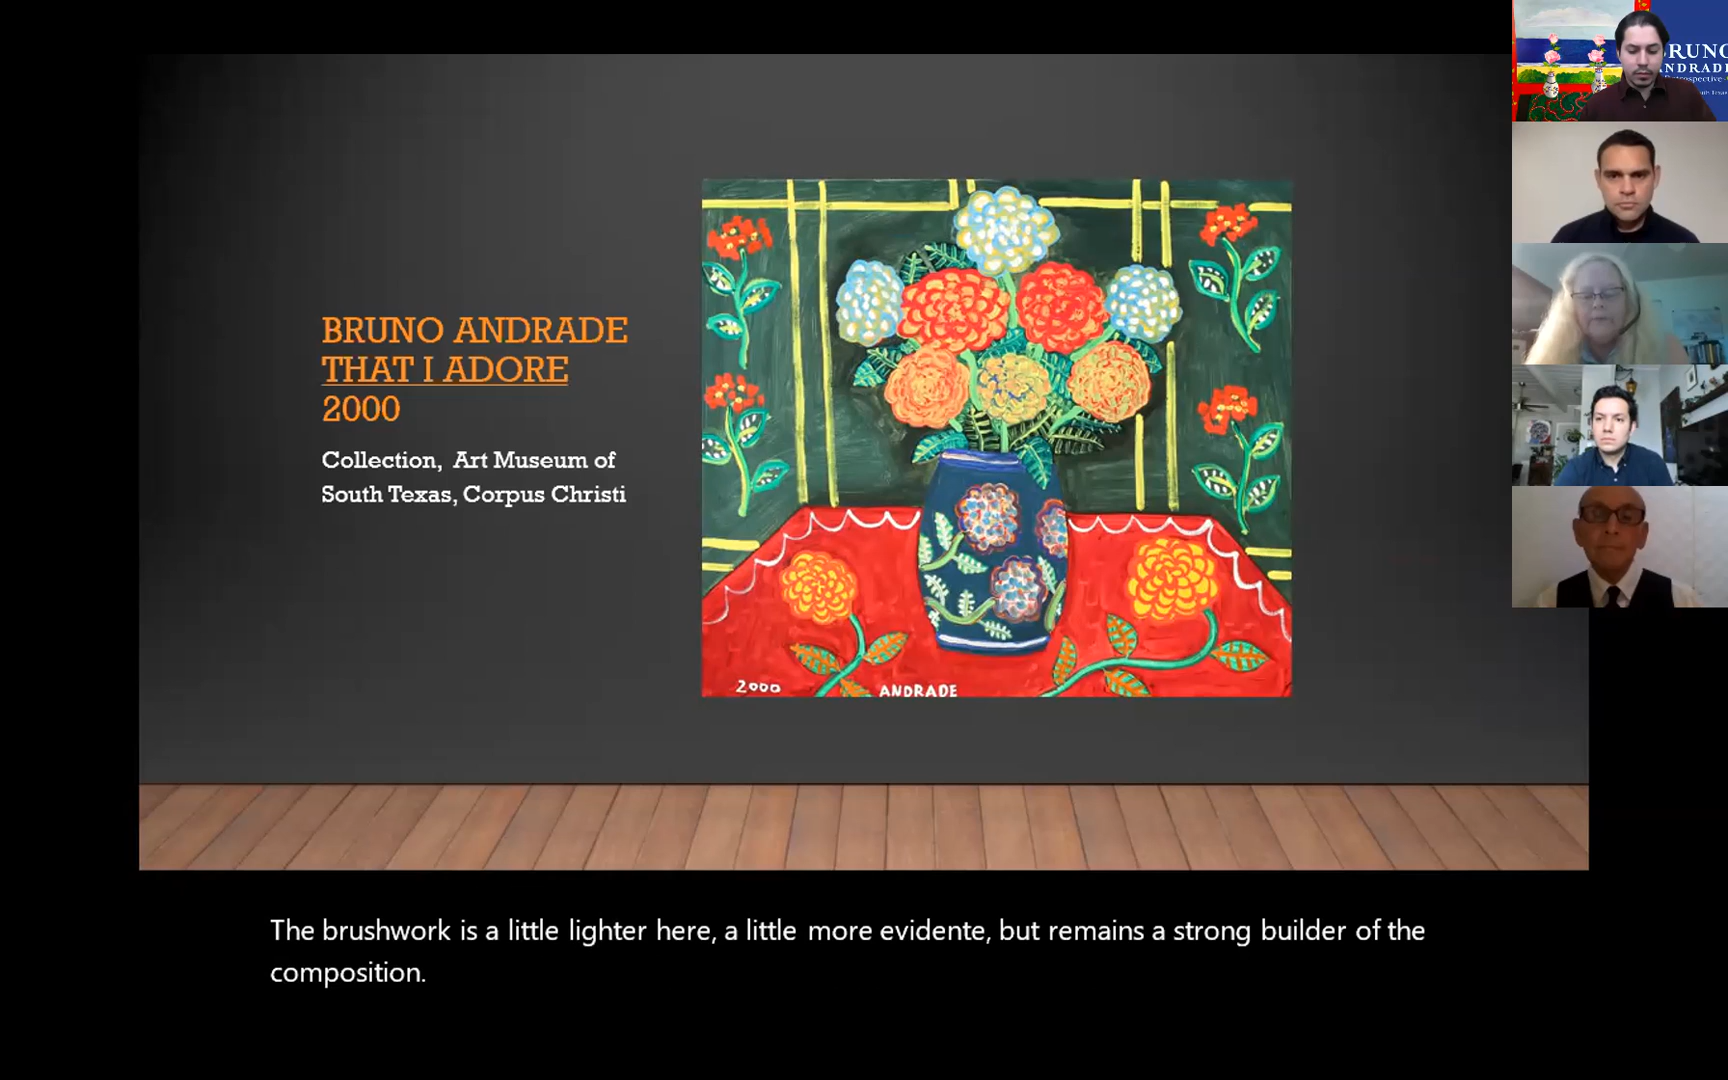 BRUNO ANDRADE
THAT I ADORE
2000
Collection, Art Museum of
South Texas, Corpus Christi
2000
ANDRADE
RUNO
ANDRADE
The brushwork is a little lighter here, a little more evidente, but remains a strong builder of the
composition.